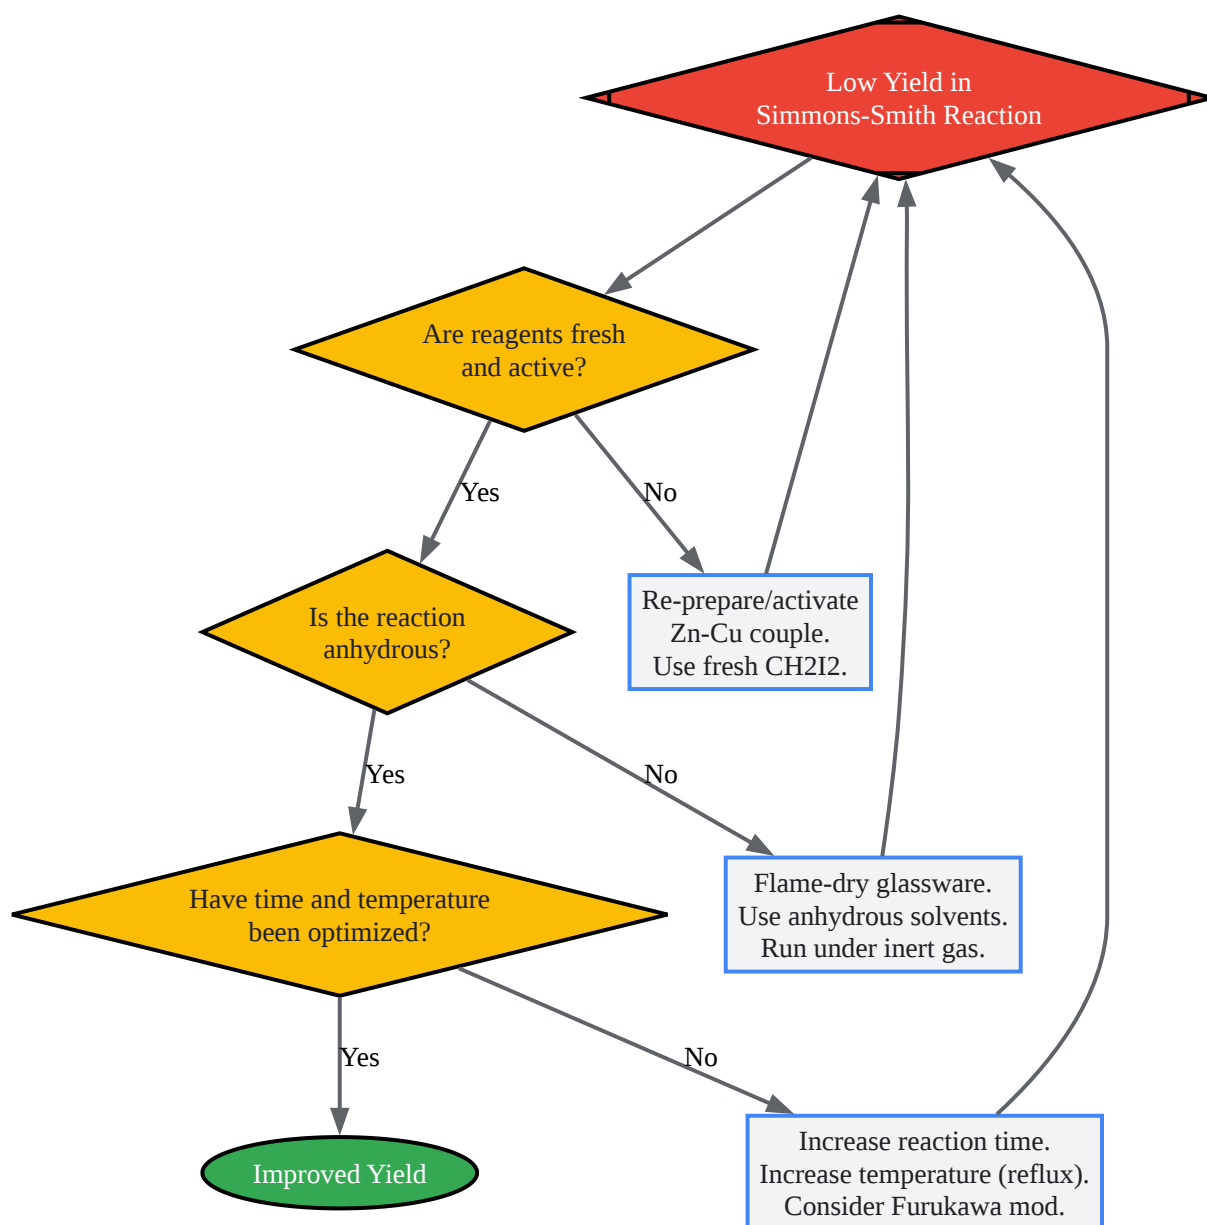 Low Yield in
Simmons-Smith Reaction
Are reagents fresh
and active?
Yes
No
Is the reaction
anhydrous?
Re-prepare/activate
Zn-Cu couple.
Use fresh CH2I2.
Yes
No
Have time and temperature
been optimized?
Flame-dry glassware.
Use anhydrous solvents.
Run under inert gas.
Yes
No
Improved Yield
Increase reaction time.
Increase temperature (reflux).
Consider Furukawa mod.